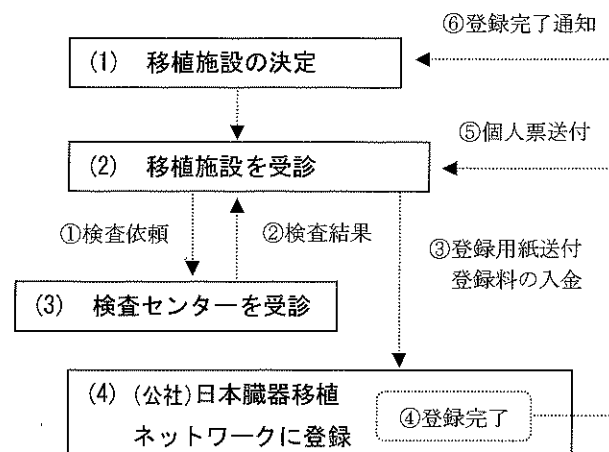 ⑥登録完了通知
(1) 移植施設の決定
⑤個人票送付
(2) 移植施設を受診
①検査依頼
②検査結果
③登録用紙送付
登録料の入金
(3) 検査センターを受診
(4) (公社)日本臓器移植
ネットワークに登録
④登録完了